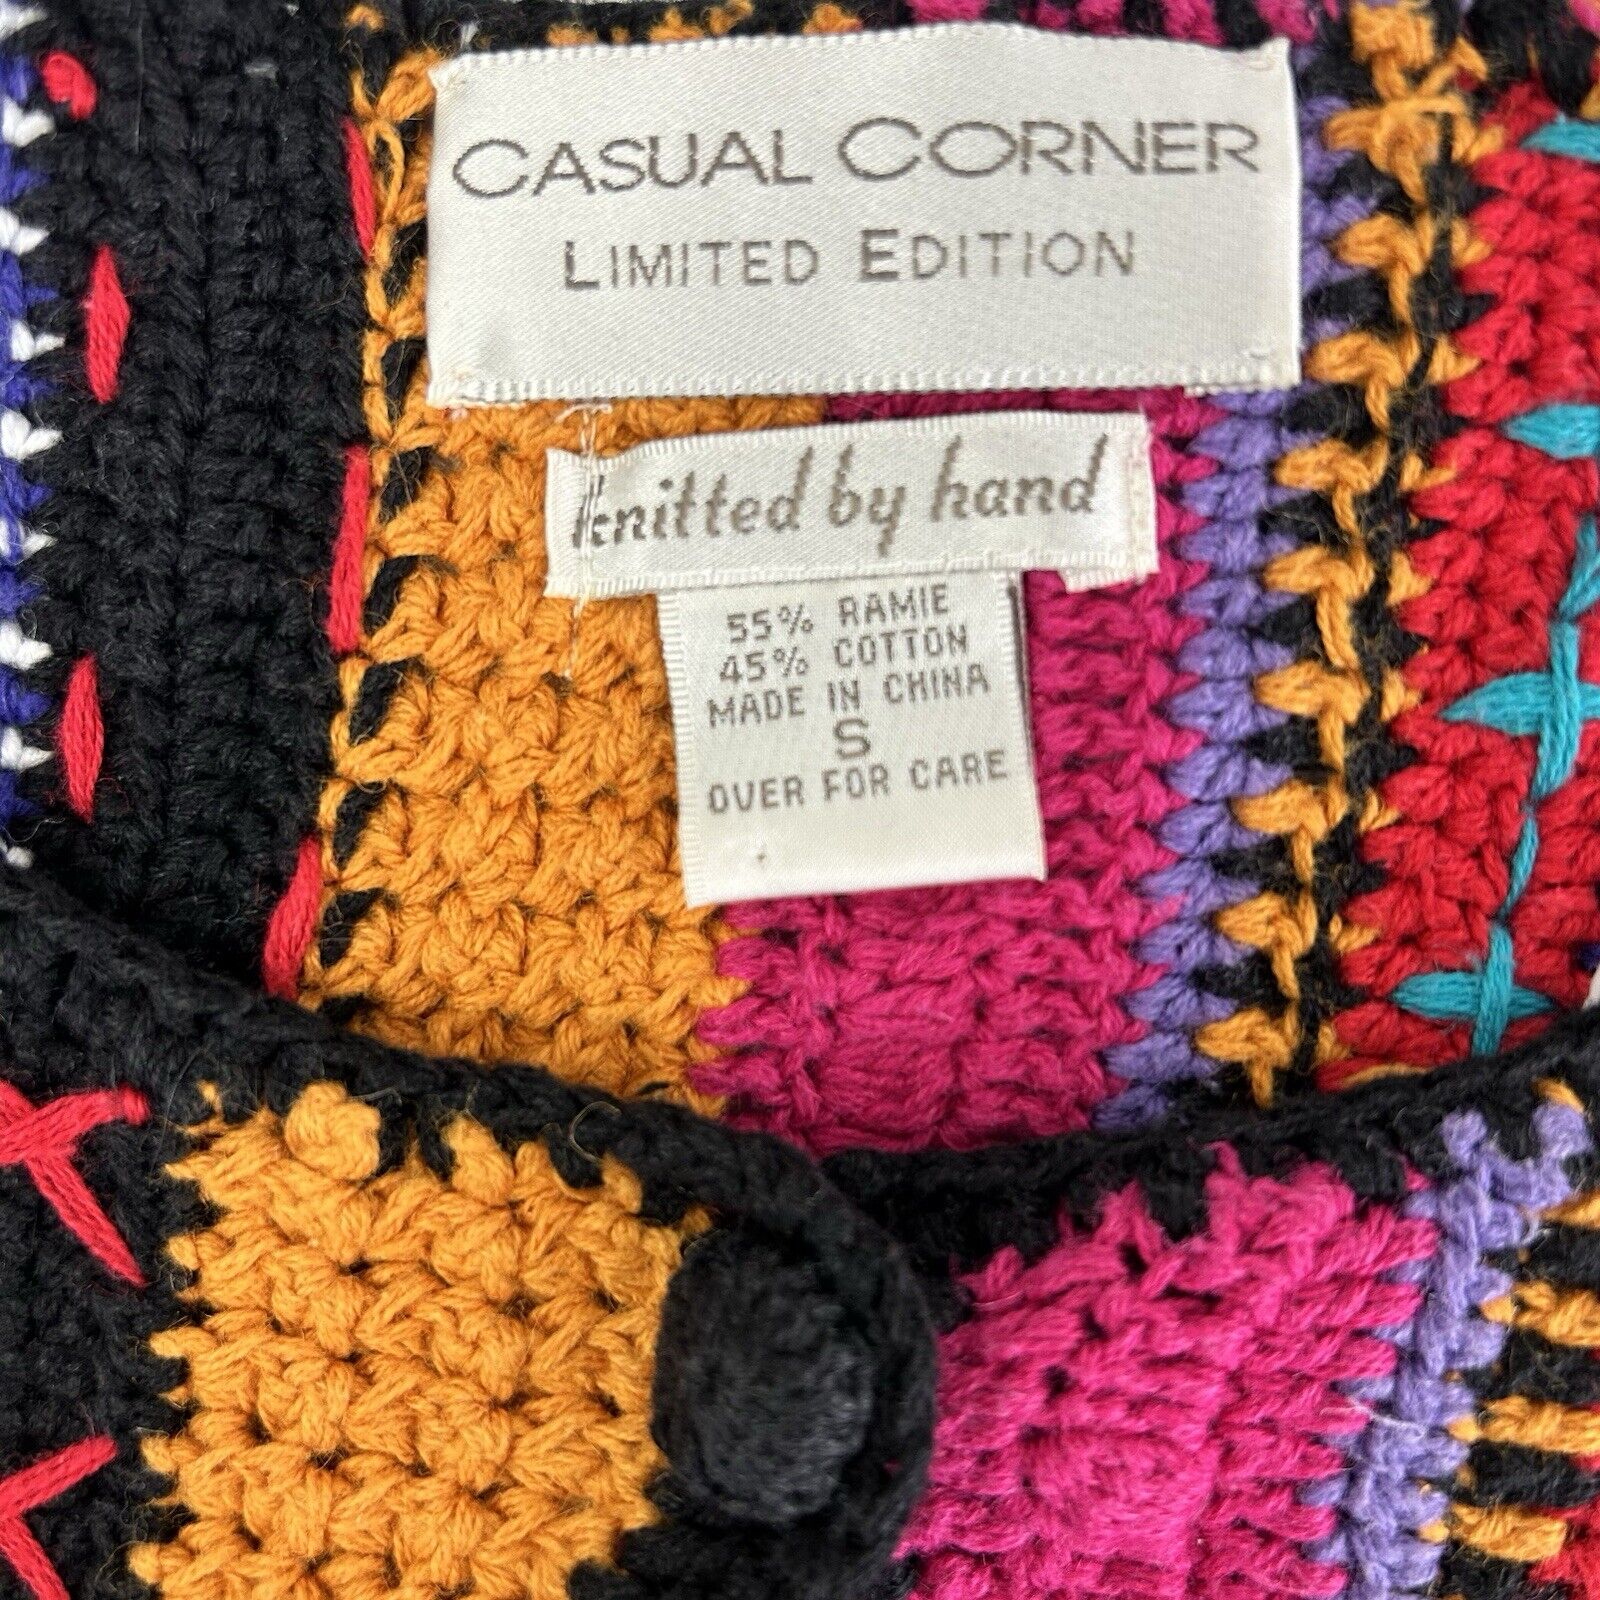 CASUAL CORNER
LIMITED EDITION
knitted by hand
55% RAMIE
45% COTTON
MADE IN CHINA
S
OVER FOR CARE